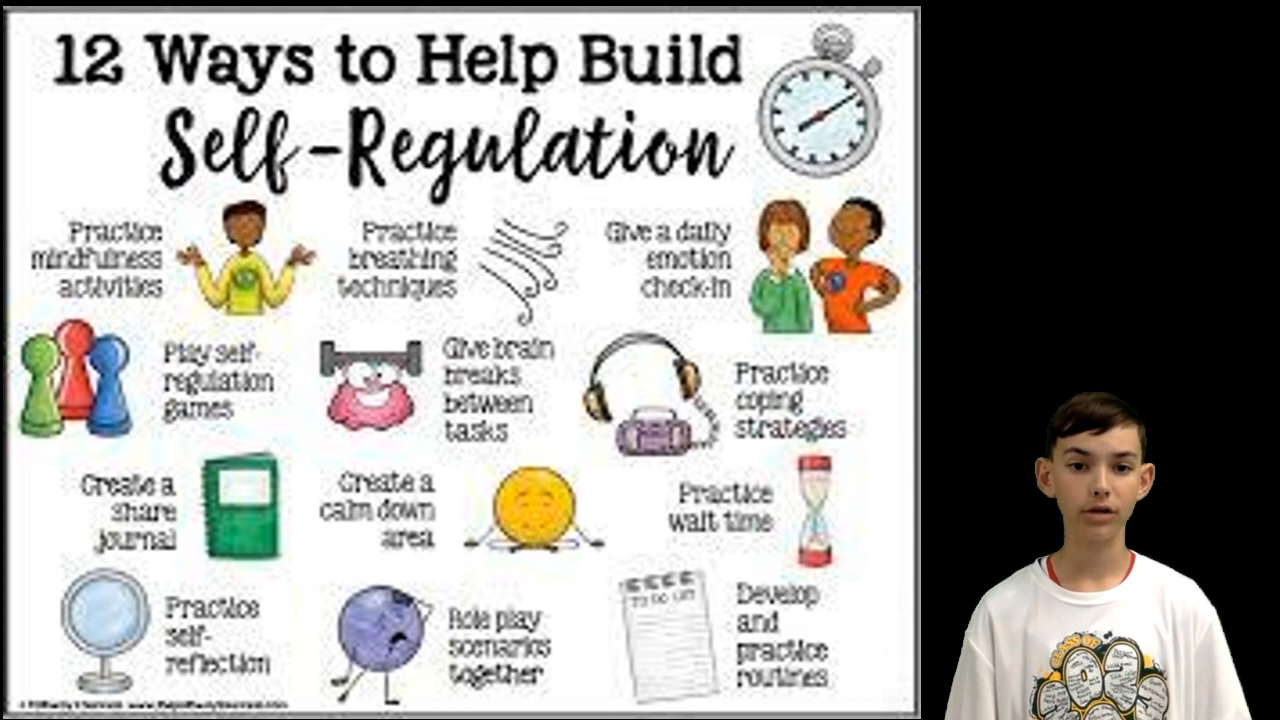 12 Ways to Help Build
Self-Regulation
Practice
mindfulness
activities
Practice
breathing
techniques
Give a daily
emotion
check-in
Play self-
regulation
games
Give brain
breaks
between
tasks
Practice
coping
strategies
Create a
share
journal
Create a
calm down
area
Practice
wait time
Practice
self-
reflection
Role play
scenarios
together
TO DO LIST
Develop
and
practice
routines
CLASS OF